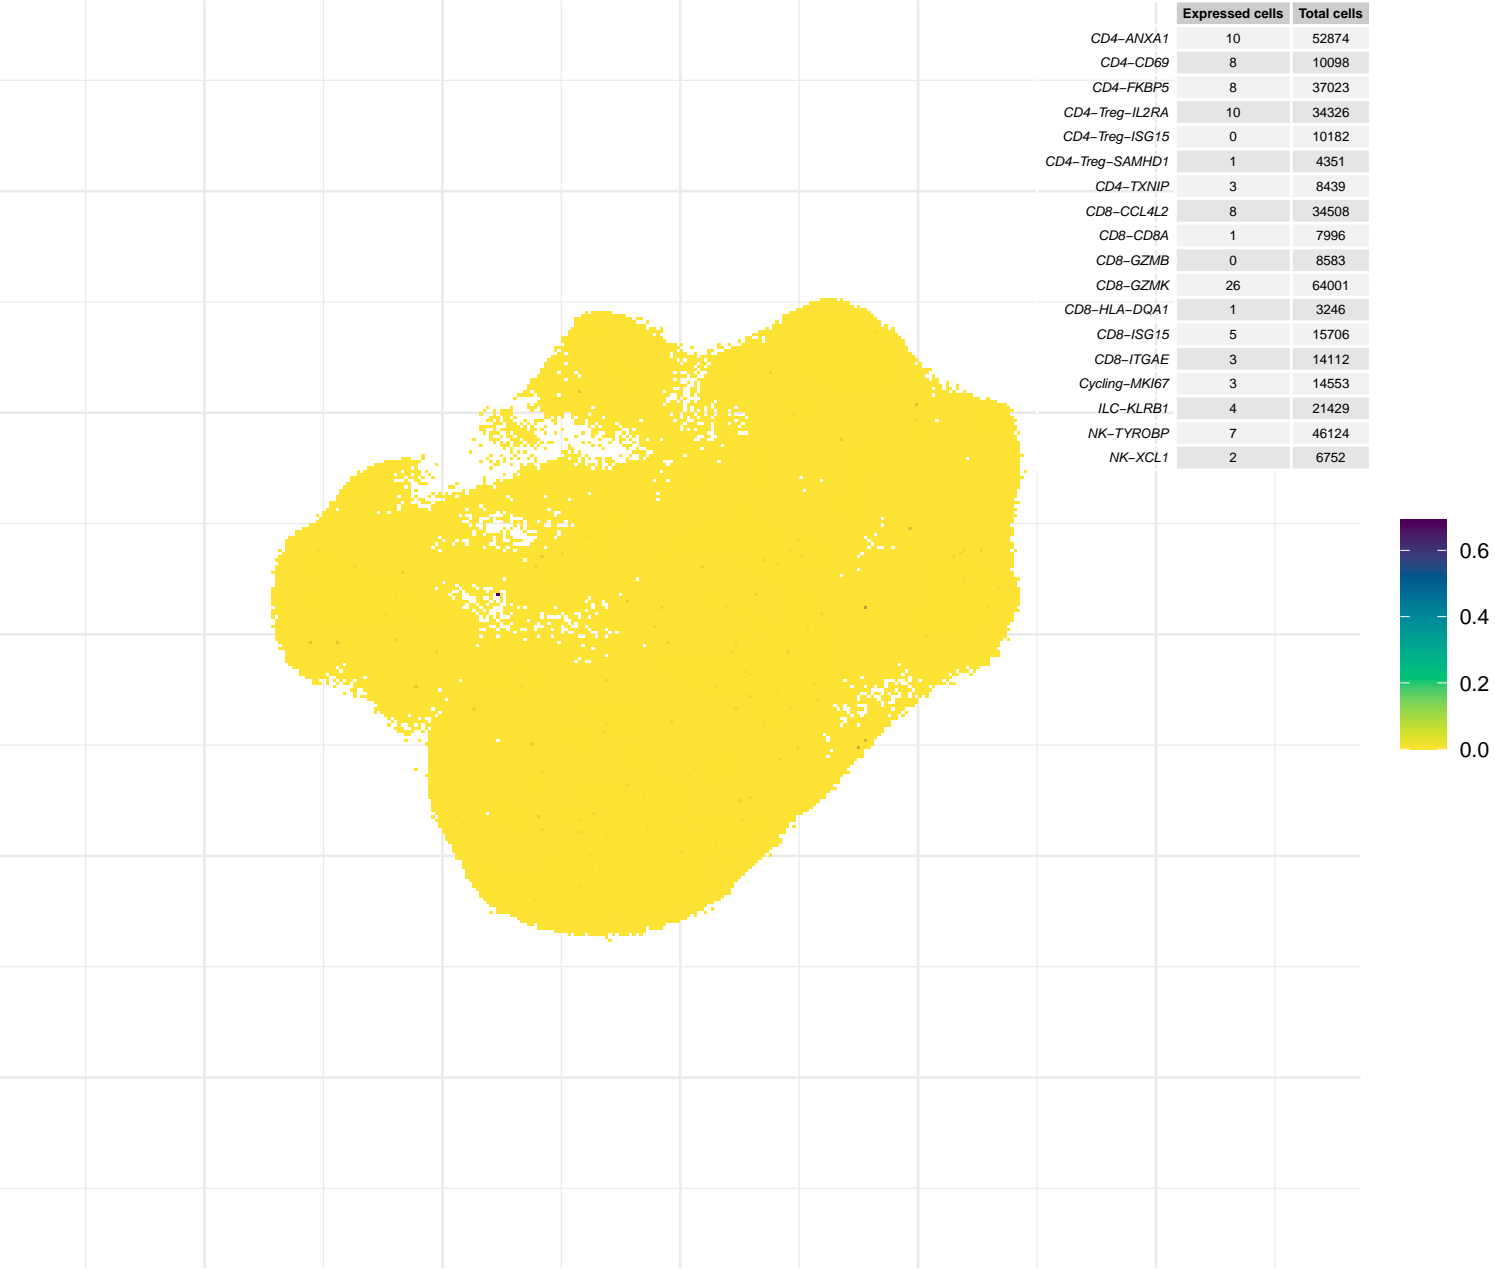 Expressed cells Total cells
CD4−ANXA1 10 52874
CD4−CD69 8 10098
CD4−FKBP5 8 37023
CD4−Treg−IL2RA 10 34326
CD4−Treg−ISG15 0 10182
CD4−Treg−SAMHD1 1 4351
CD4−TXNIP 3 8439
CD8−CCL4L2 8 34508
CD8−CD8A 1 7996
CD8−GZMB 0 8583
CD8−GZMK 26 64001
CD8−HLA−DQA1 1 3246
CD8−ISG15 5 15706
CD8−ITGAE 3 14112
Cycling−MKI67 3 14553
ILC−KLRB1 4 21429
NK−TYROBP 7 46124
NK−XCL1 2 6752
0.6
0.4
0.2
0.0